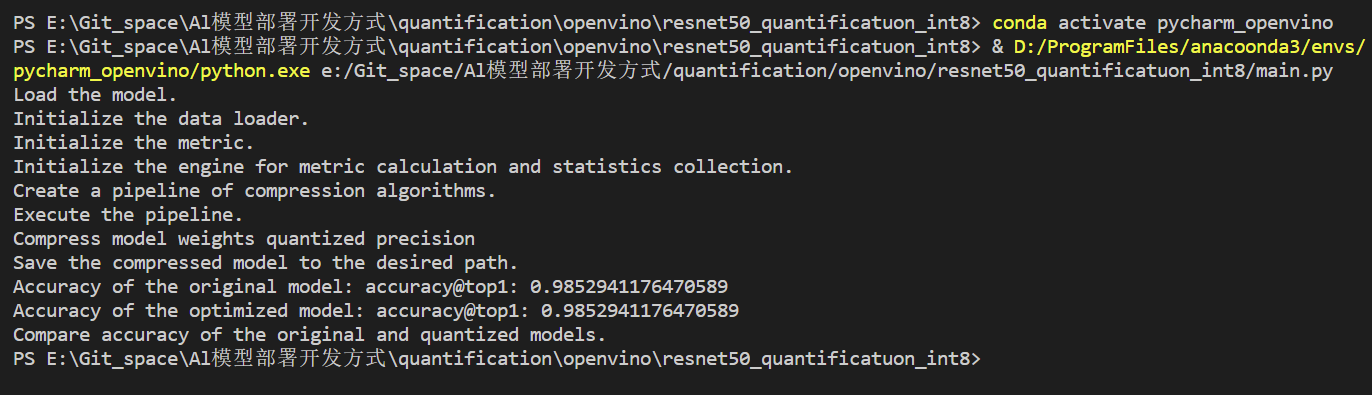 PS E:\Git_space\Al模型部署开发方式\quantification\openvino\resnet50_quantificatuon_int8> conda activate pycharm_openvino
PS E:\Git_space\Al模型部署开发方式\quantification\openvino\resnet50_quantificatuon_int8> & D:/ProgramFiles/anacoonda3/envs/
pycharm_openvino/python.exe e:/Git_space/Al模型部署开发方式/quantification/openvino/resnet50_quantificatuon_int8/main.py
Load the model.
Initialize the data loader.
Initialize the metric.
Initialize the engine for metric calculation and statistics collection.
Create a pipeline of compression algorithms.
Execute the pipeline.
Compress model weights quantized precision
Save the compressed model to the desired path.
Accuracy of the original model: accuracy@top1: 0.9852941176470589
Accuracy of the optimized model: accuracy@top1: 0.9852941176470589
Compare accuracy of the original and quantized models.
PS E:\Git_space\Al模型部署开发方式\quantification\openvino\resnet50_quantificatuon_int8>